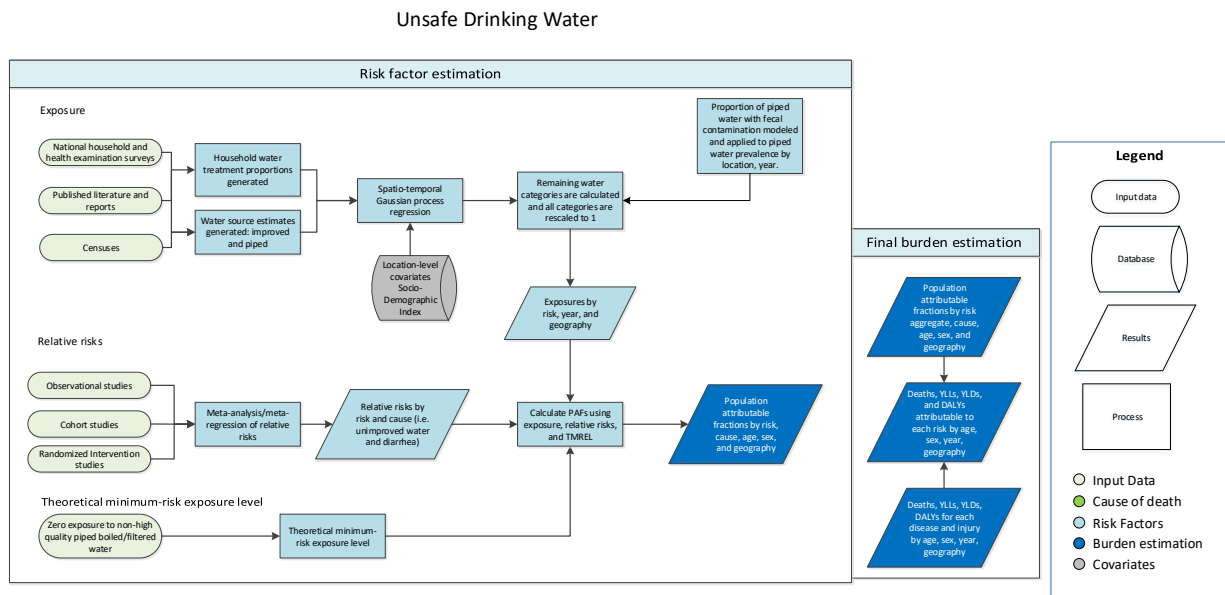 Unsafe Drinking Water
Risk factor estimation
Exposure
National household and
health examination surveys
Published literature and
reports
Censuses
Household water
treatment proportions
generated
Water source estimates
generated: improved and
piped
Spatio-temporal
Gaussian process
regression
Location-level
covariates
Socio-
Demographic
Index
Remaining water
categories are calculated
and all categories are
rescaled to 1
Proportion of piped
water with fecal
contamination modeled
and applied to piped
water prevalence by
location, year.
Exposures by
risk, year, and
geography
Relative risks
Observational studies
Cohort studies
Randomized Intervention
studies
Meta-analysis/meta-
regression of relative
risks
Relative risks by
risk and cause (i.e.
unimproved water
and diarrhea)
Calculate PAFs using
exposure, relative risks,
and TMREL
Population
attributable
fractions by risk,
cause, age, sex,
and geography
Theoretical minimum-risk exposure level
Zero exposure to non-high
quality piped boiled/filtered
water
Theoretical minimum-
risk exposure level
Final burden estimation
Population
attributable
fractions by risk
aggregate, cause,
age, sex, and
geography
Deaths, YLLs, YLDs,
and DALYs
attributable to
each risk by age,
sex, year,
geography
Deaths, YLLs, YLDs,
DALYs for each
disease and injury
by age, sex, year,
geography
Legend
Input data
Database
Results
Process
Input Data
Cause of death
Risk Factors
Burden estimation
Covariates